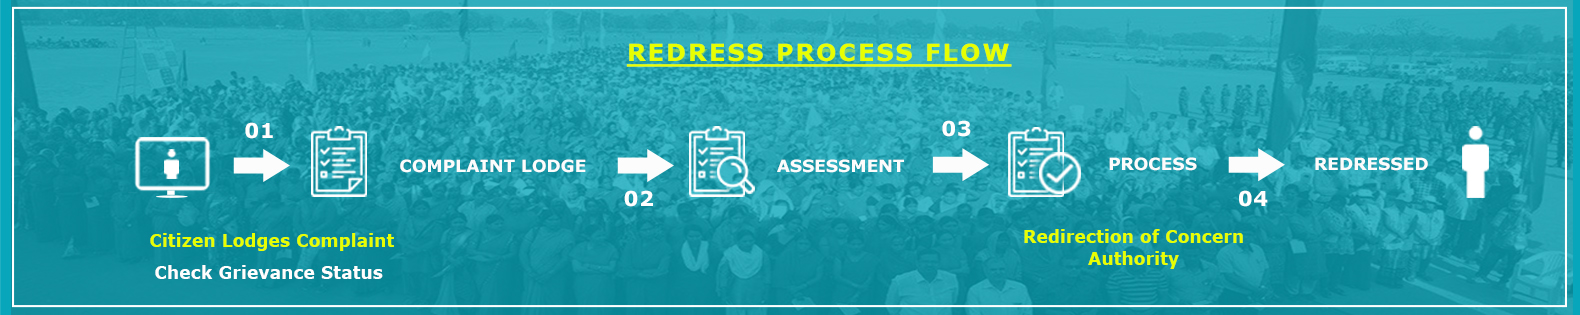 REDRESS PROCESS FLOW
01
COMPLAINT LODGE
02
ASSESSMENT
03
PROCESS
04
REDRESSED
Citizen Lodges Complaint
Check Grievance Status
Redirection of Concern
Authority